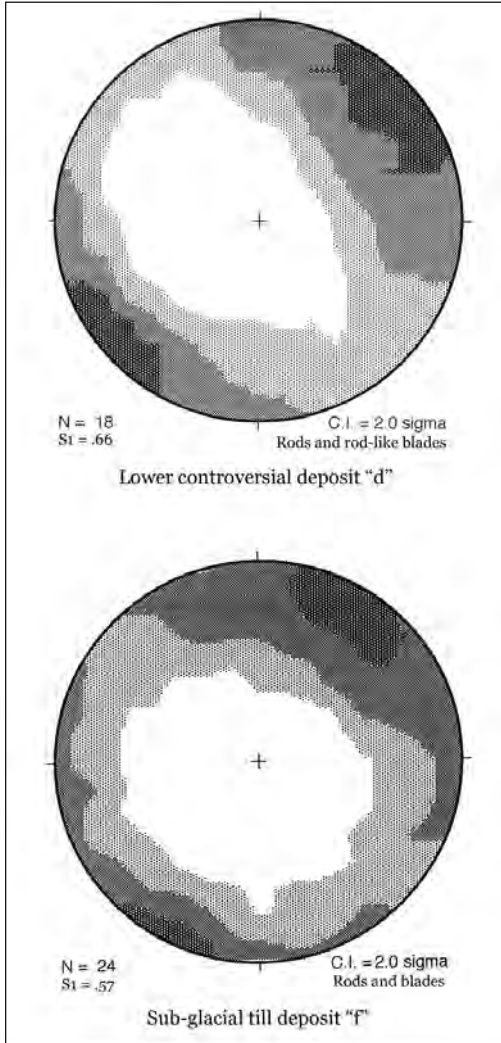 N = 18
S1 = .66
C.I. = 2.0 sigma
Rods and rod-like blades
Lower controversial deposit “d”
N = 24
S1 = .57
C.I. = 2.0 sigma
Rods and blades
Sub-glacial till deposit “f”